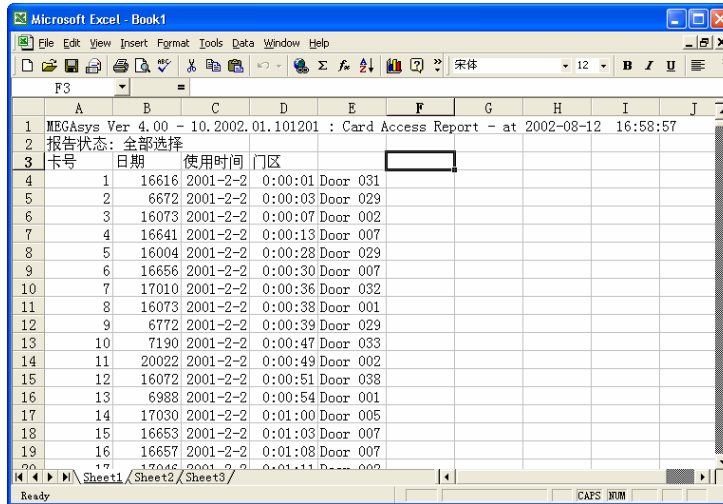 Microsoft Excel - Book1
File Edit View Insert Format Tools Data Window Help
宋体 12 B I U
F3 =
A B C D E F G H I J
1 MEGAsys Ver 4.00 - 10.2002.01.101201 : Card Access Report - at 2002-08-12 16:58:57
2 报告状态: 全部选择
3 卡号 日期 使用时间 门区
4 1 16616 2001-2-2 0:00:01 Door 031
5 2 6672 2001-2-2 0:00:03 Door 029
6 3 16073 2001-2-2 0:00:07 Door 002
7 4 16641 2001-2-2 0:00:13 Door 007
8 5 16004 2001-2-2 0:00:28 Door 029
9 6 16656 2001-2-2 0:00:30 Door 007
10 7 17010 2001-2-2 0:00:36 Door 032
11 8 16073 2001-2-2 0:00:38 Door 001
12 9 6772 2001-2-2 0:00:39 Door 029
13 10 7190 2001-2-2 0:00:47 Door 033
14 11 20022 2001-2-2 0:00:49 Door 002
15 12 16072 2001-2-2 0:00:51 Door 038
16 13 6988 2001-2-2 0:00:54 Door 001
17 14 17030 2001-2-2 0:01:00 Door 005
18 15 16653 2001-2-2 0:01:03 Door 007
19 16 16657 2001-2-2 0:01:08 Door 007
Sheet1 Sheet2 Sheet3
Ready CAPS NUM